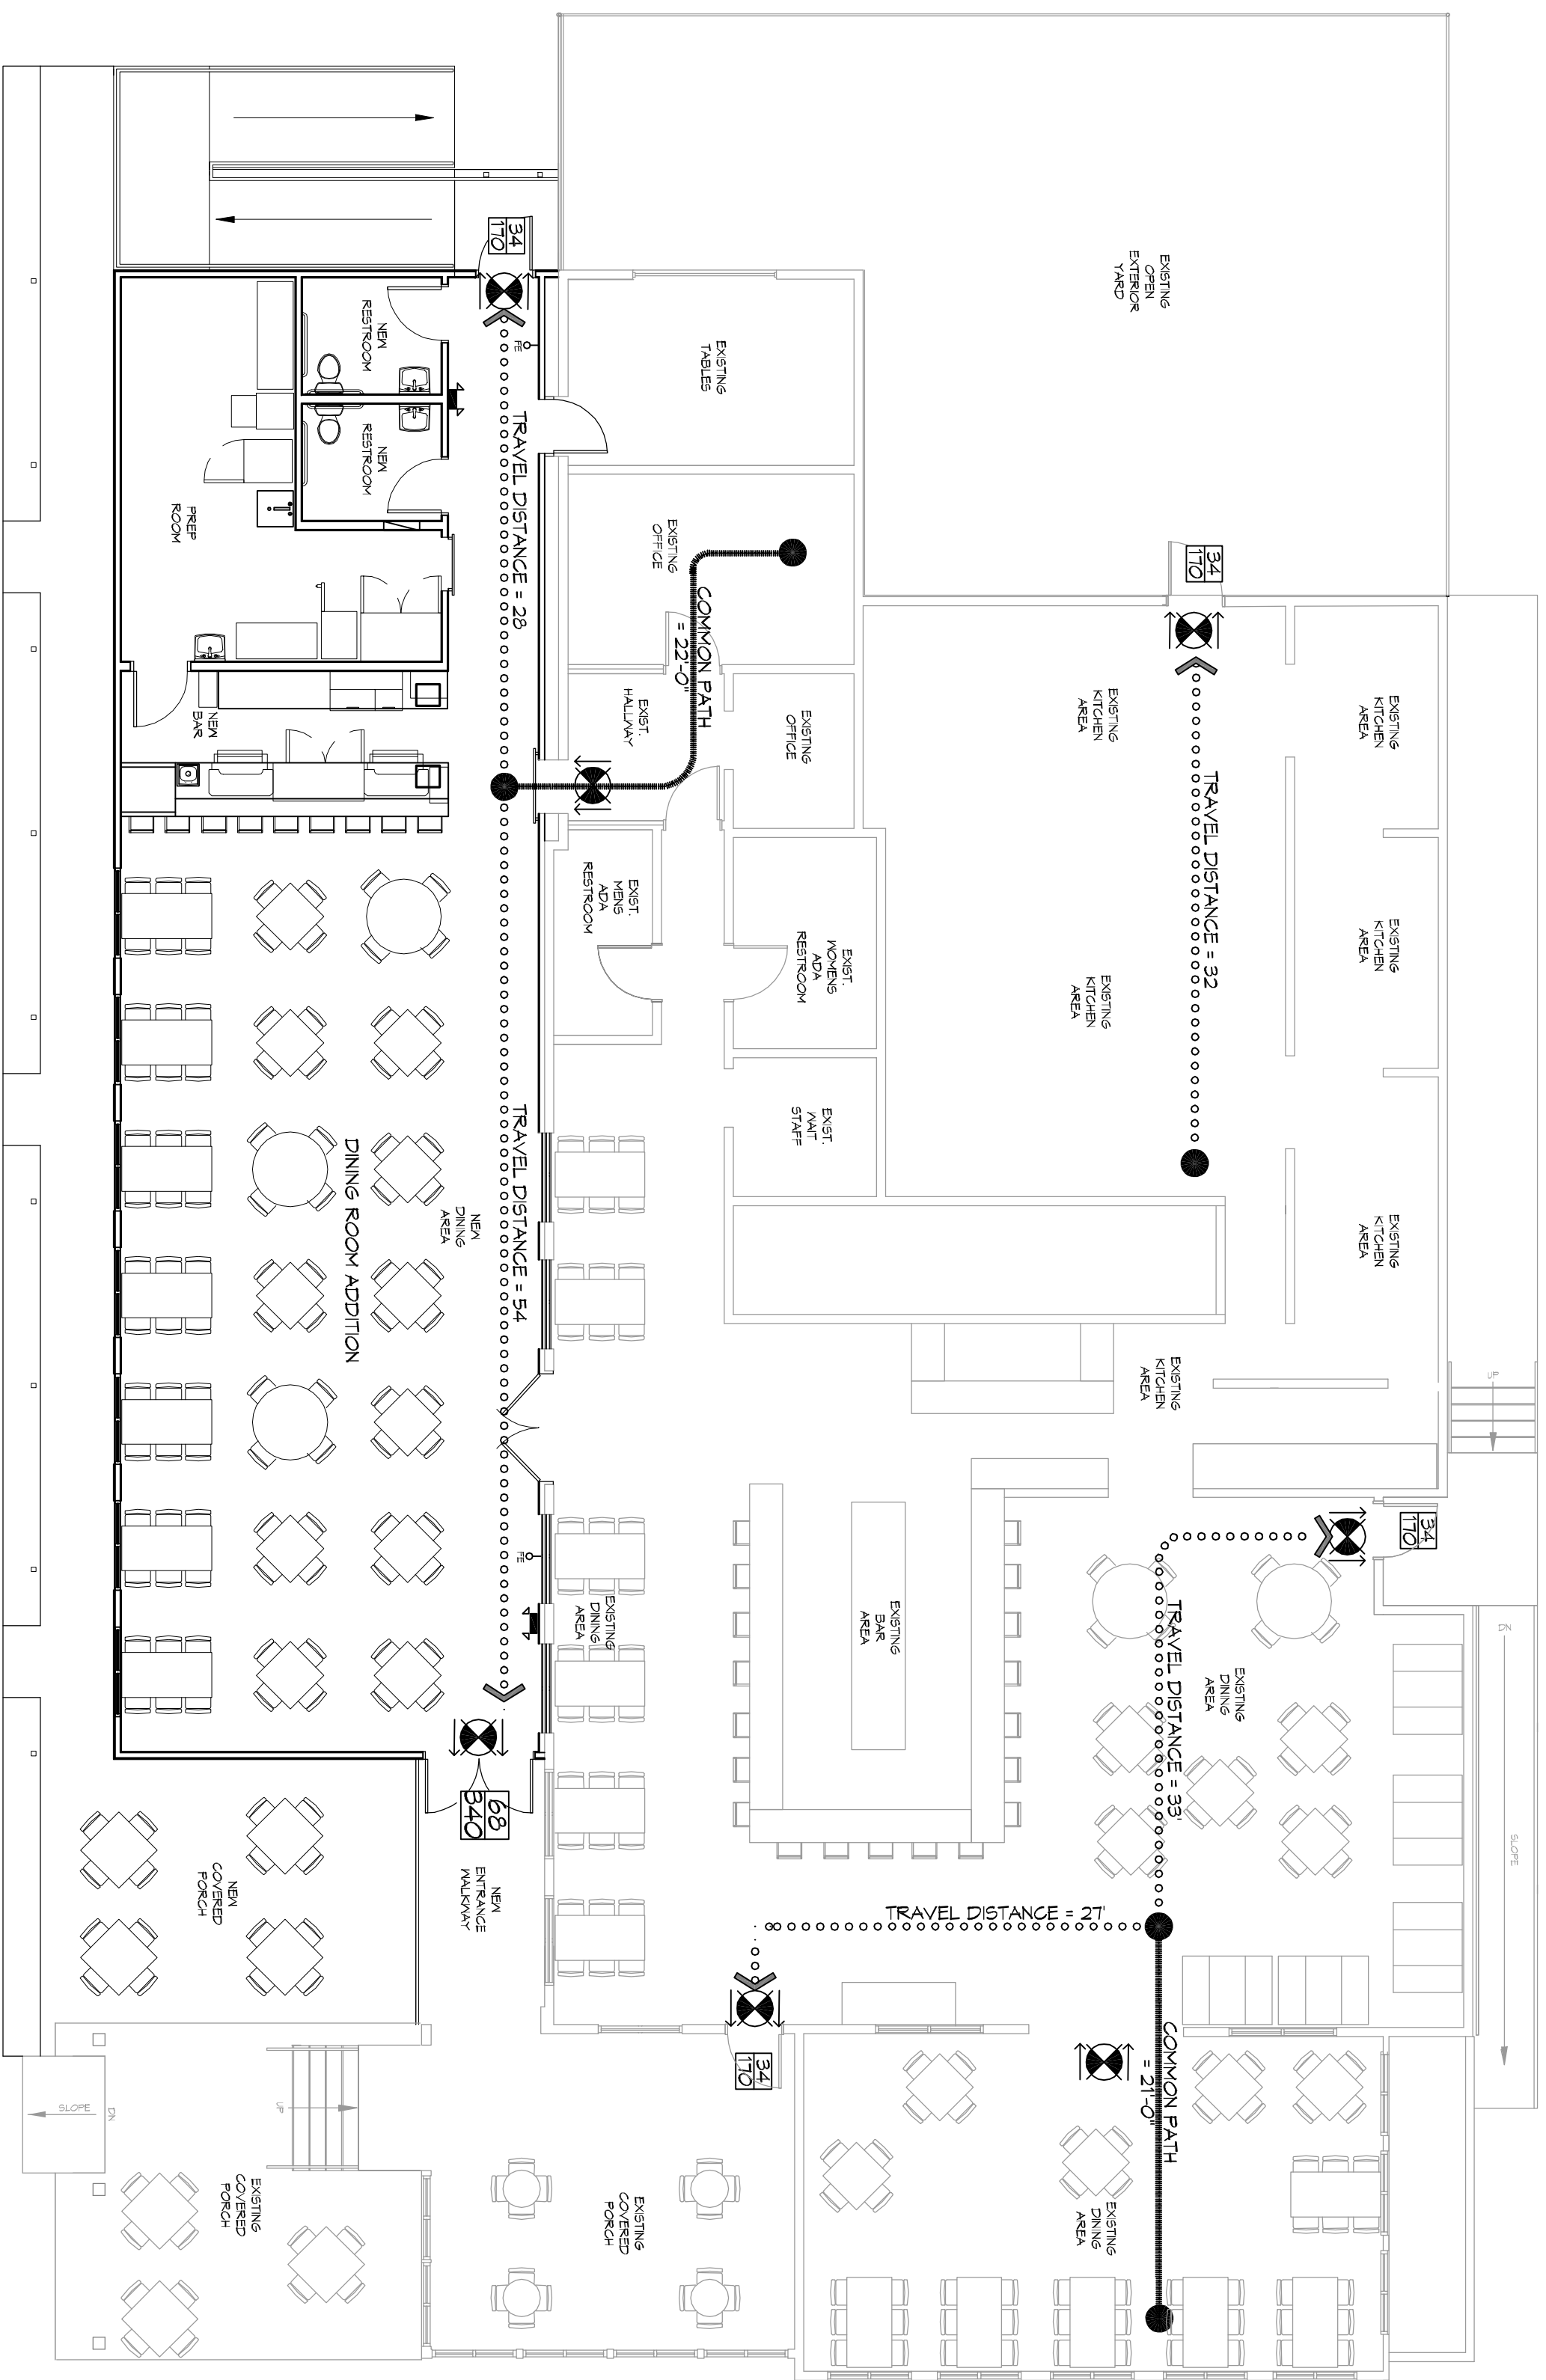 EXISTING
OPEN
EXTERIOR
YARD
34
170
FE
NEW
RESTROOM
NEW
RESTROOM
PREP
ROOM
NEW
BAR
TRAVEL DISTANCE = 28
EXISTING
TABLES
EXISTING
OFFICE
COMMON PATH
= 22'-0"
EXIST.
HALLWAY
EXISTING
OFFICE
34
170
EXISTING
KITCHEN
AREA
EXISTING
KITCHEN
AREA
TRAVEL DISTANCE = 32
EXISTING
KITCHEN
AREA
EXISTING
KITCHEN
AREA
EXIST.
MENS
ADA
RESTROOM
EXIST.
WOMENS
ADA
RESTROOM
EXIST.
WAIT
STAFF
EXISTING
KITCHEN
AREA
EXISTING
KITCHEN
AREA
UP
DINING ROOM ADDITION
NEW
DINING
AREA
TRAVEL DISTANCE = 54
FE
EXISTING
DINING
AREA
EXISTING
BAR
AREA
34
170
TRAVEL DISTANCE = 33'
EXISTING
DINING
AREA
DN
SLOPE
68
340
NEW
ENTRANCE
WALKWAY
NEW
COVERED
PORCH
TRAVEL DISTANCE = 27'
34
170
COMMON PATH
= 21'-0"
EXISTING
DINING
AREA
UP
DN
SLOPE
EXISTING
COVERED
PORCH
EXISTING
COVERED
PORCH